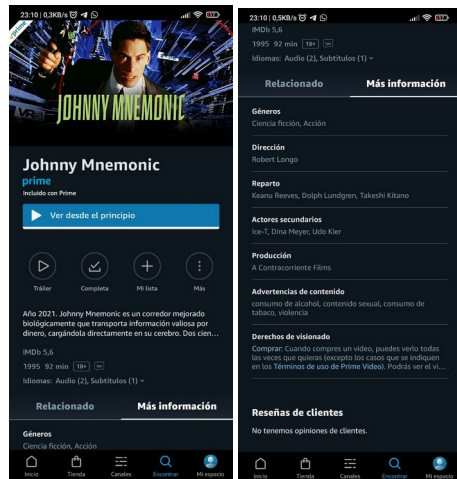 23:10 | 0,3KB/s
57
prime
JOHNNY MNEMONIC
Johnny Mnemonic
prime
Incluido con Prime
Ver desde el principio
Tráiler
Completa
Mi lista
Más
Año 2021. Johnny Mnemonic es un corredor mejorado
biológicamente que transporta información valiosa por
dinero, cargándola directamente en su cerebro. Dos cien...
IMDb 5,6
1995 92 min 18+
Idiomas: Audio (2), Subtítulos (1)
Relacionado
Más información
Géneros
Ciencia ficción, Acción
Inicio
Tienda
Canales
Encontrar
Mi espacio
23:10 | 0,5KB/s
57
IMDb 5,6
1995 92 min 18+
Idiomas: Audio (2), Subtítulos (1)
Relacionado
Más información
Géneros
Ciencia ficción, Acción
Dirección
Robert Longo
Reparto
Keanu Reeves, Dolph Lundgren, Takeshi Kitano
Actores secundarios
Ice-T, Dina Meyer, Udo Kier
Producción
A Contracorriente Films
Advertencias de contenido
consumo de alcohol, contenido sexual, consumo de
tabaco, violencia
Derechos de visionado
Comprar: Cuando compres un video, puedes verlo todas
las veces que quieras (excepto los casos que se indiquen
en los Términos de uso de Prime Video). Podrás ver el vi...
Reseñas de clientes
No tenemos opiniones de clientes.
Inicio
Tienda
Canales
Encontrar
Mi espacio